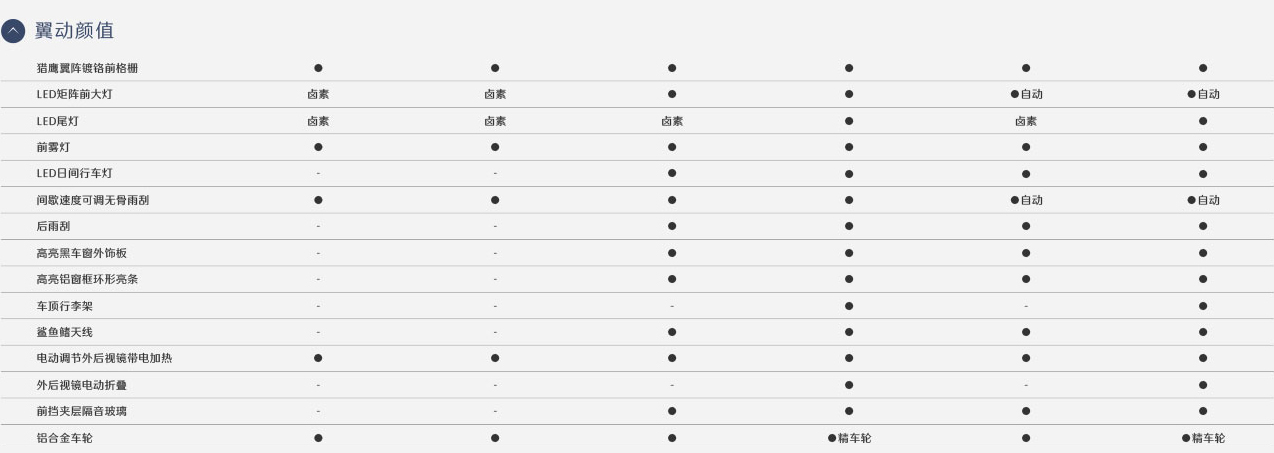 翼动颜值
猎鹰翼阵镀铬前格栅 ● ● ● ● ● ●
LED矩阵前大灯 卤素 卤素 ● ● ●自动 ●自动
LED尾灯 卤素 卤素 卤素 ● 卤素 ●
前雾灯 ● ● ● ● ● ●
LED日间行车灯 - - ● ● ● ●
间歇速度可调无骨雨刮 ● ● ● ● ●自动 ●自动
后雨刮 - - ● ● ● ●
高亮黑车窗外饰板 - - ● ● ● ●
高亮铝窗框环形亮条 - - ● ● ● ●
车顶行李架 - - - ● - ●
鲨鱼鳍天线 - - ● ● ● ●
电动调节外后视镜带电加热 ● ● ● ● ● ●
外后视镜电动折叠 - - - ● - ●
前挡夹层隔音玻璃 - - ● ● ● ●
铝合金车轮 ● ● ● ●精车轮 ● ●精车轮